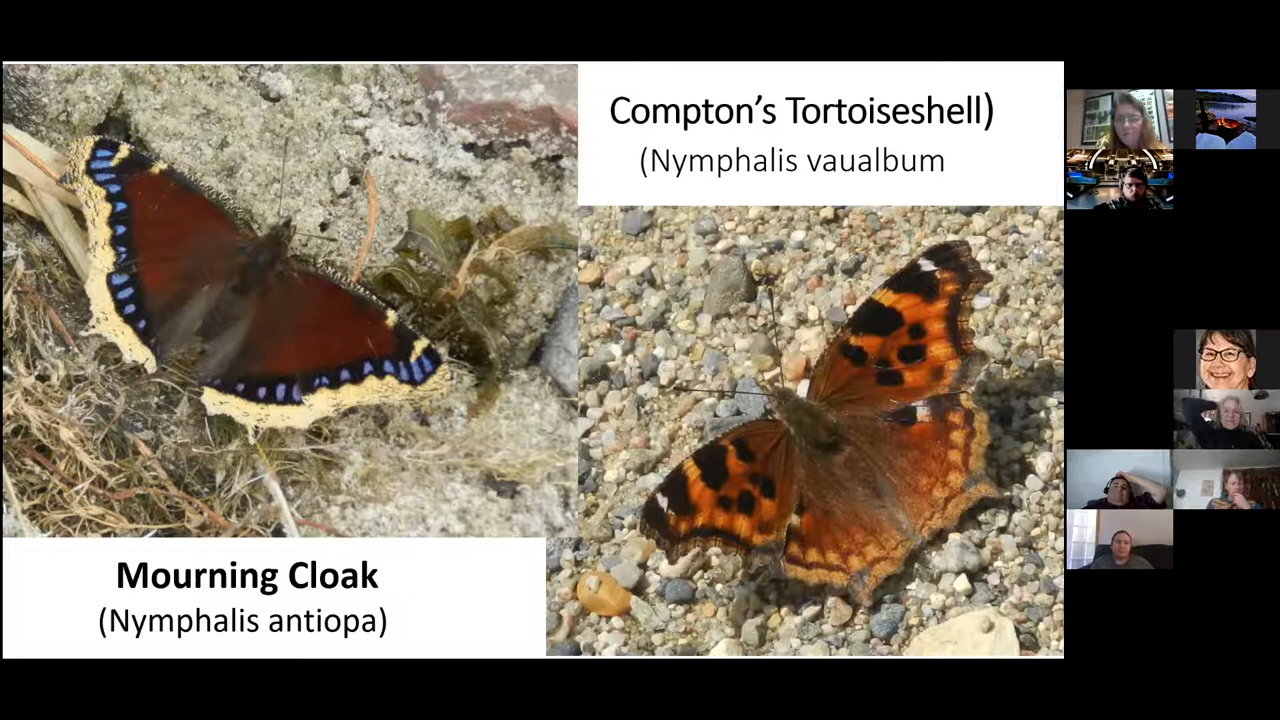 Compton's Tortoiseshell)
(Nymphalis vaualbum
Mourning Cloak
(Nymphalis antiopa)